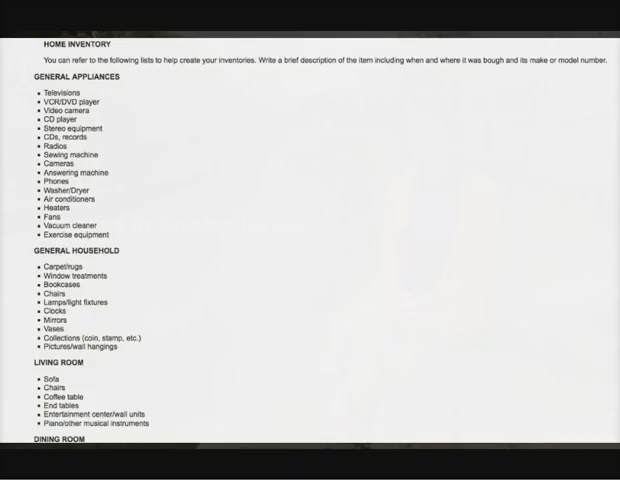 HOME INVENTORY
You can refer to the following lists to help create your inventories. Write a brief description of the item including when and where it was bough and its make or model number.
GENERAL APPLIANCES
• Televisions
• VCR/DVD player
• Video camera
• CD player
• Stereo equipment
• CDs, records
• Radios
• Sewing machine
• Cameras
• Answering machine
• Phones
• Washer/Dryer
• Air conditioners
• Heaters
• Fans
• Vacuum cleaner
• Exercise equipment
GENERAL HOUSEHOLD
• Carpet/rugs
• Window treatments
• Bookcases
• Chairs
• Lamps/light fixtures
• Clocks
• Mirrors
• Vases
• Collections (coin, stamp, etc.)
• Pictures/wall hangings
LIVING ROOM
• Sofa
• Chairs
• Coffee table
• End tables
• Entertainment center/wall units
• Piano/other musical instruments
DINING ROOM